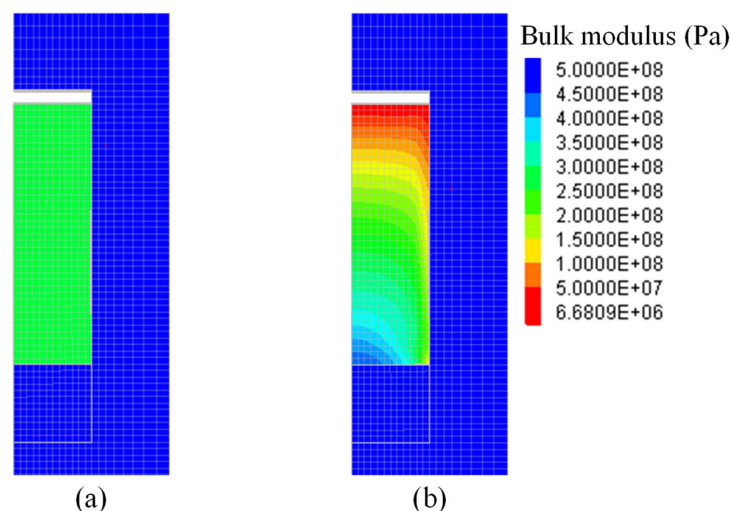 Bulk modulus (Pa)
5.0000E+08
4.5000E+08
4.0000E+08
3.5000E+08
3.0000E+08
2.5000E+08
2.0000E+08
1.5000E+08
1.0000E+08
5.0000E+07
6.6809E+06
(a)
(b)